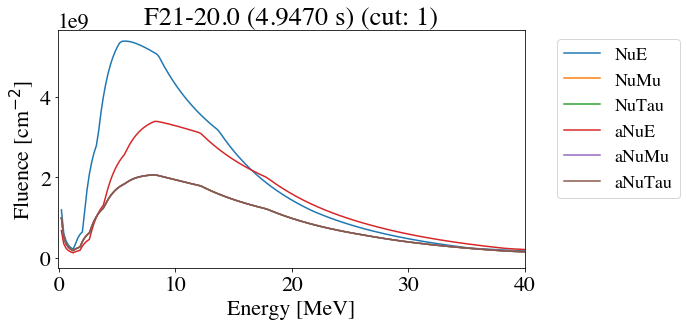 F21-20.0 (4.9470 s) (cut: 1)
1e9
Fluence [cm⁻²]
4
2
0
0 10 20 30 40
Energy [MeV]
NuE
NuMu
NuTau
aNuE
aNuMu
aNuTau